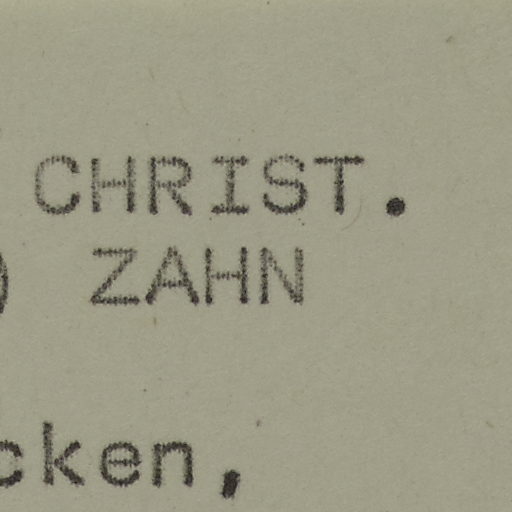 CHRIST.
) ZAHN
cken,